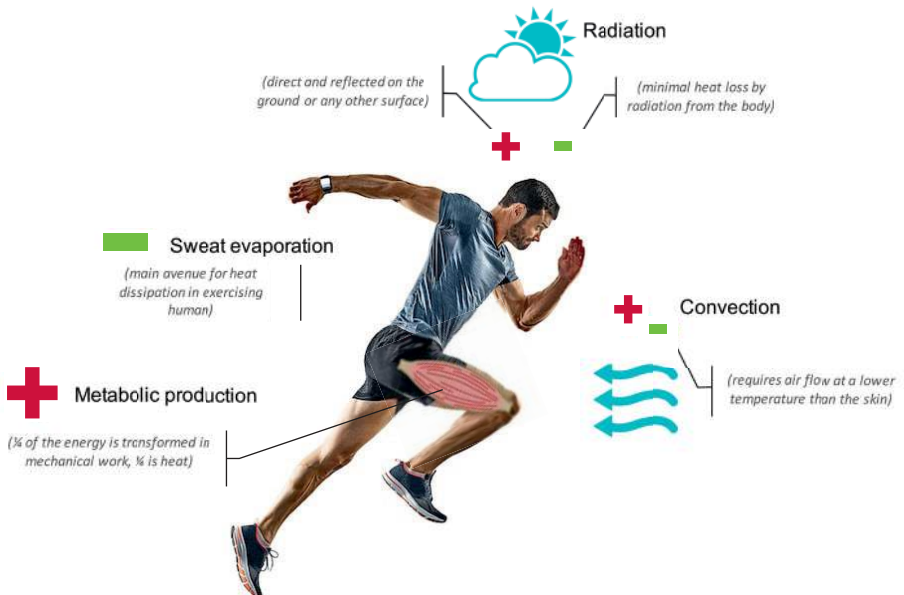 Radiation
(direct and reflected on the
ground or any other surface)
(minimal heat loss by
radiation from the body)
Sweat evaporation
(main avenue for heat
dissipation in exercising
human)
Convection
(requires air flow at a lower
temperature than the skin)
Metabolic production
(¼ of the energy is transformed in
mechanical work, ¾ is heat)